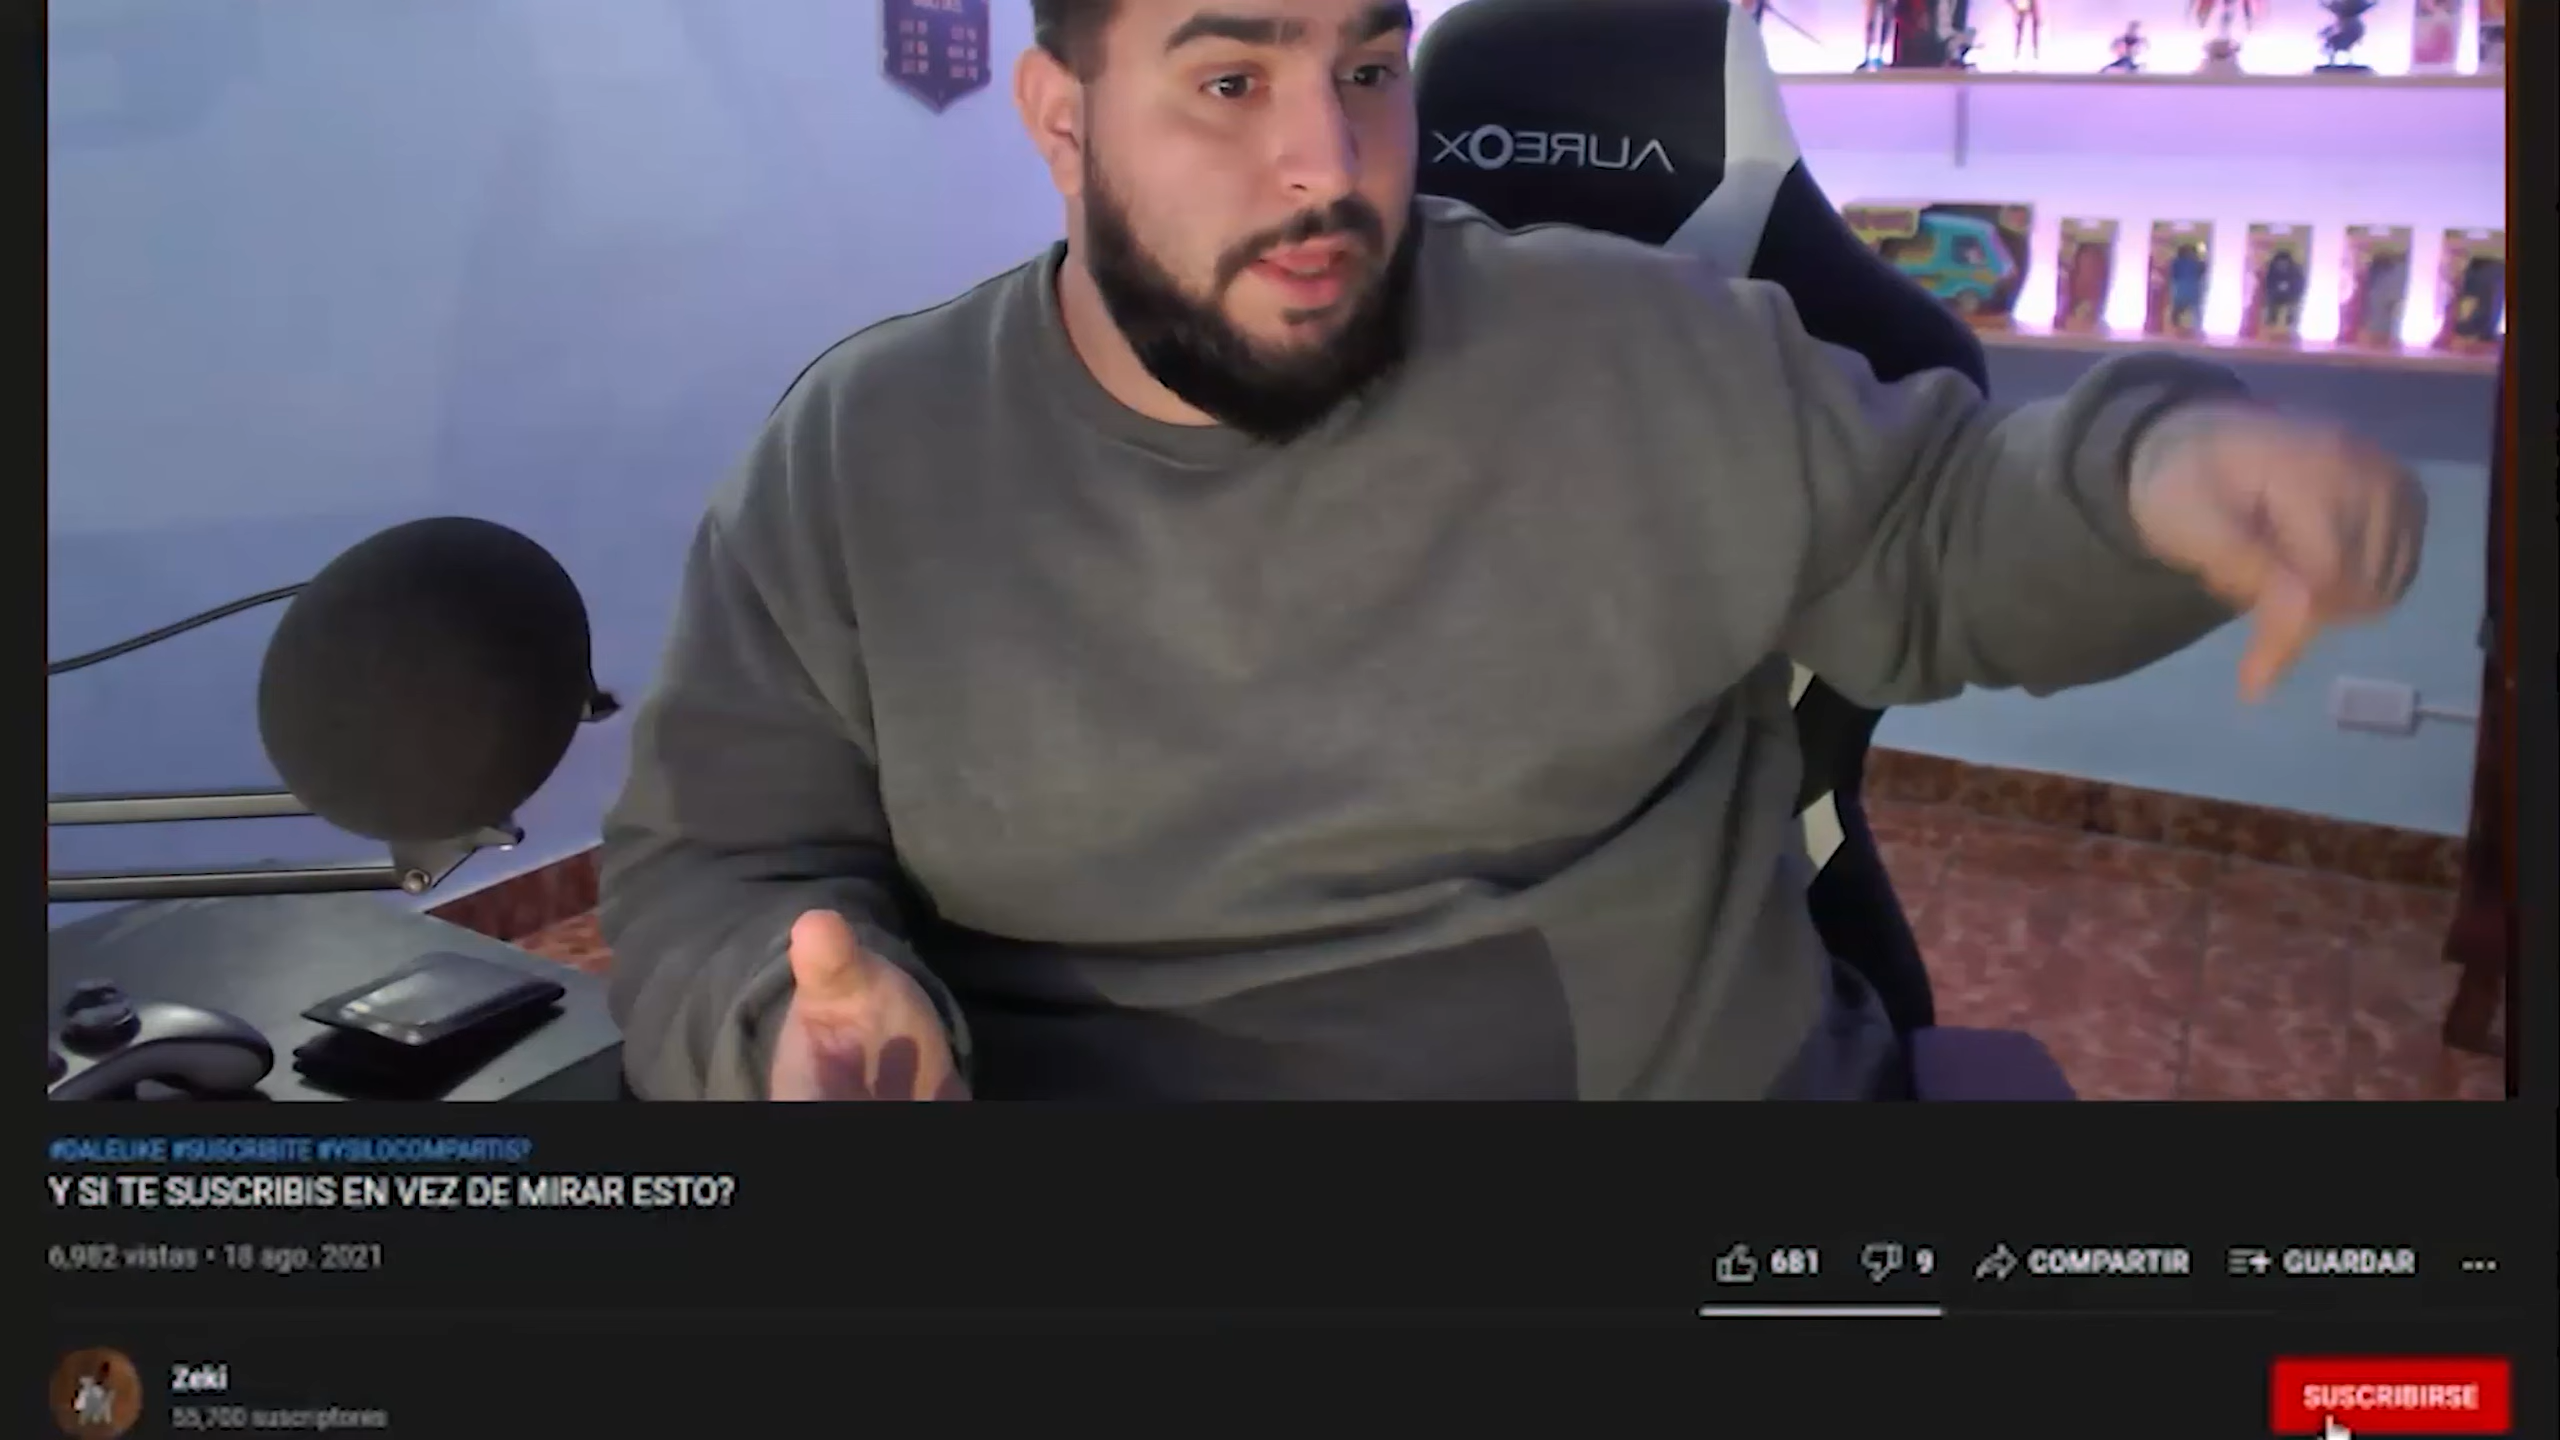 AUREOX
#DALELIKE #SUSCRIBITE #YSILOCOMPARTIS?
Y SI TE SUSCRIBIS EN VEZ DE MIRAR ESTO?
6,982 vistas • 18 ago. 2021
681 9 COMPARTIR GUARDAR
Zeki
55,700 suscriptores
SUSCRIBIRSE